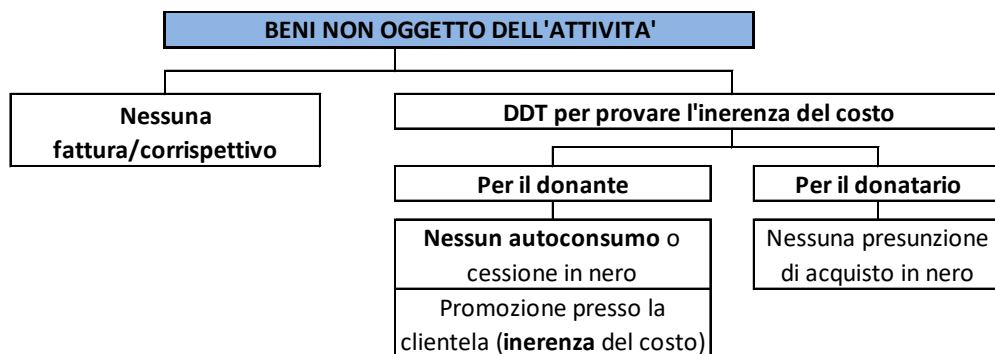 BENI NON OGGETTO DELL'ATTIVITA'
Nessuna
fattura/corrispettivo
DDT per provare l'inerenza del costo
Per il donante
Per il donatario
Nessun autoconsumo o
cessione in nero
Promozione presso la
clientela (inerenza del costo)
Nessuna presunzione
di acquisto in nero